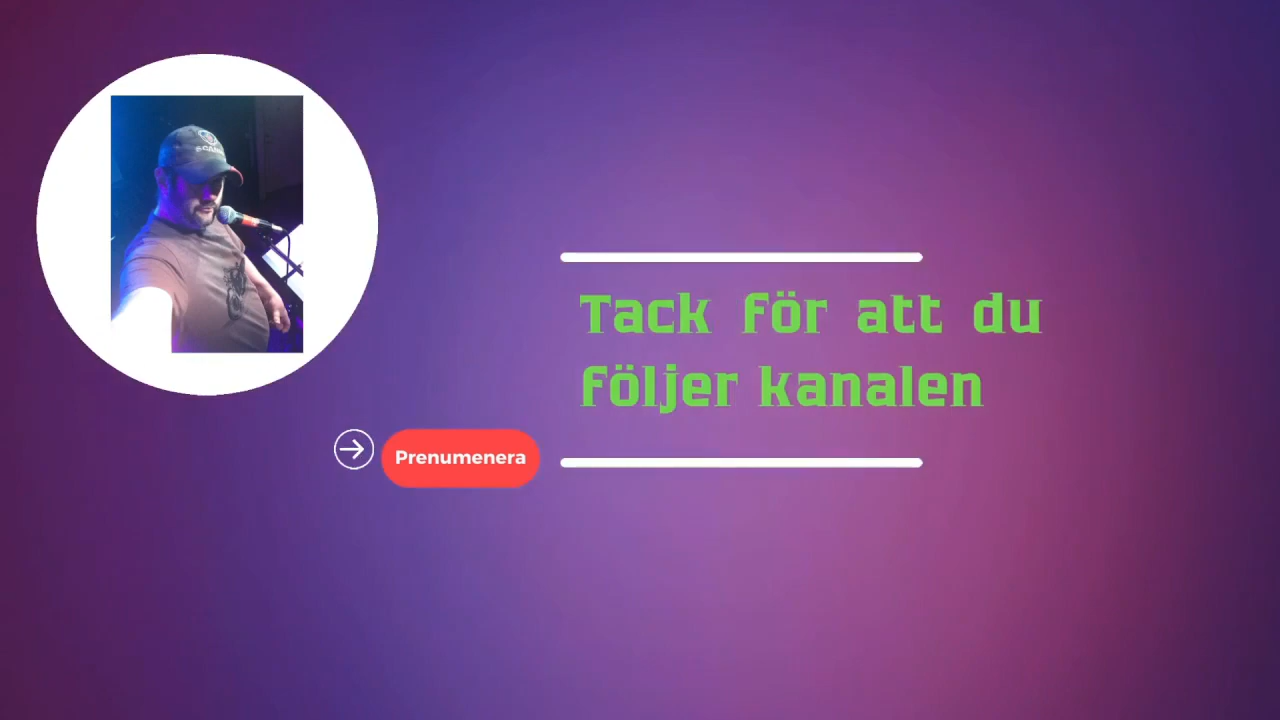 Tack för att du
följer kanalen
Prenumenera